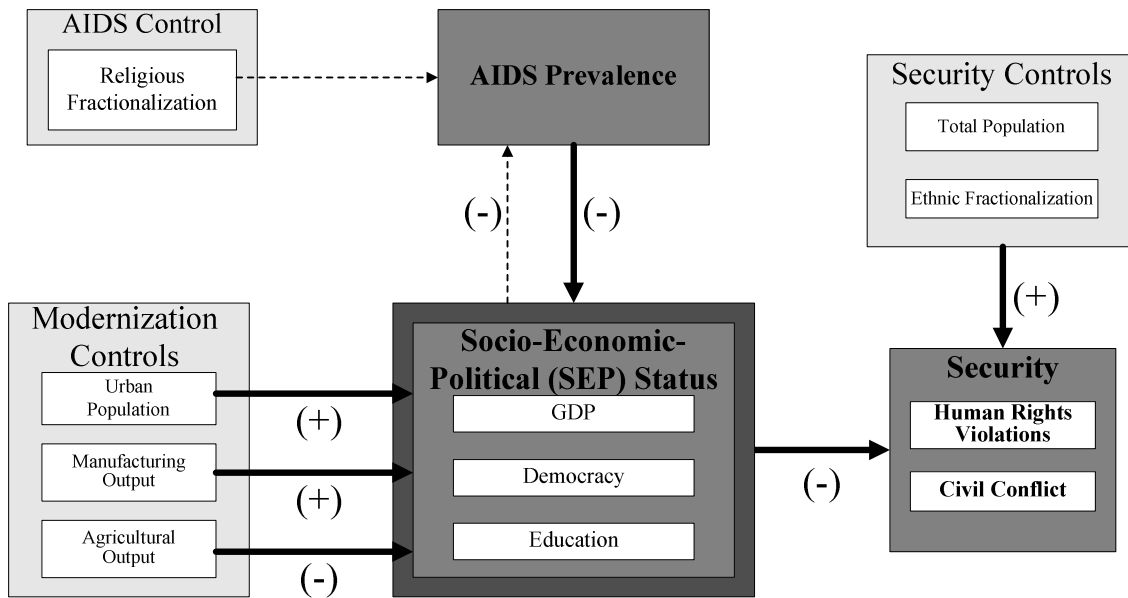 AIDS Control
Religious
Fractionalization
AIDS Prevalence
Security Controls
Total Population
Ethnic Fractionalization
(-)
(-)
(+)
Modernization
Controls
Urban
Population
(+)
Manufacturing
Output
(+)
Agricultural
Output
(-)
Socio-Economic-
Political (SEP) Status
GDP
Democracy
Education
(-)
Security
Human Rights
Violations
Civil Conflict